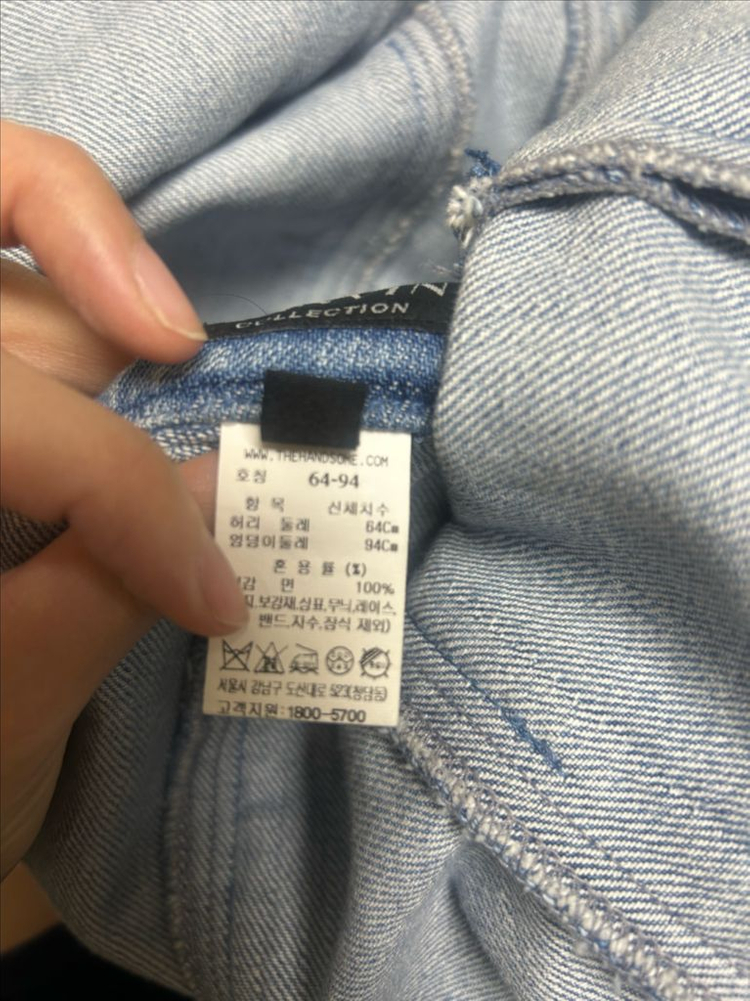 COLLECTION
WWW.THEHANDSOME.COM
호칭 64-94
항 목 신체치수
허리 둘레 64Cm
엉덩이둘레 94Cm
혼 용 률 (%)
겉감 면 100%
보강재,상표,무늬,레이스,
밴드,자수,장식 제외)
서울시 강남구 도산대로 523(청담동)
고객지원:1800-5700